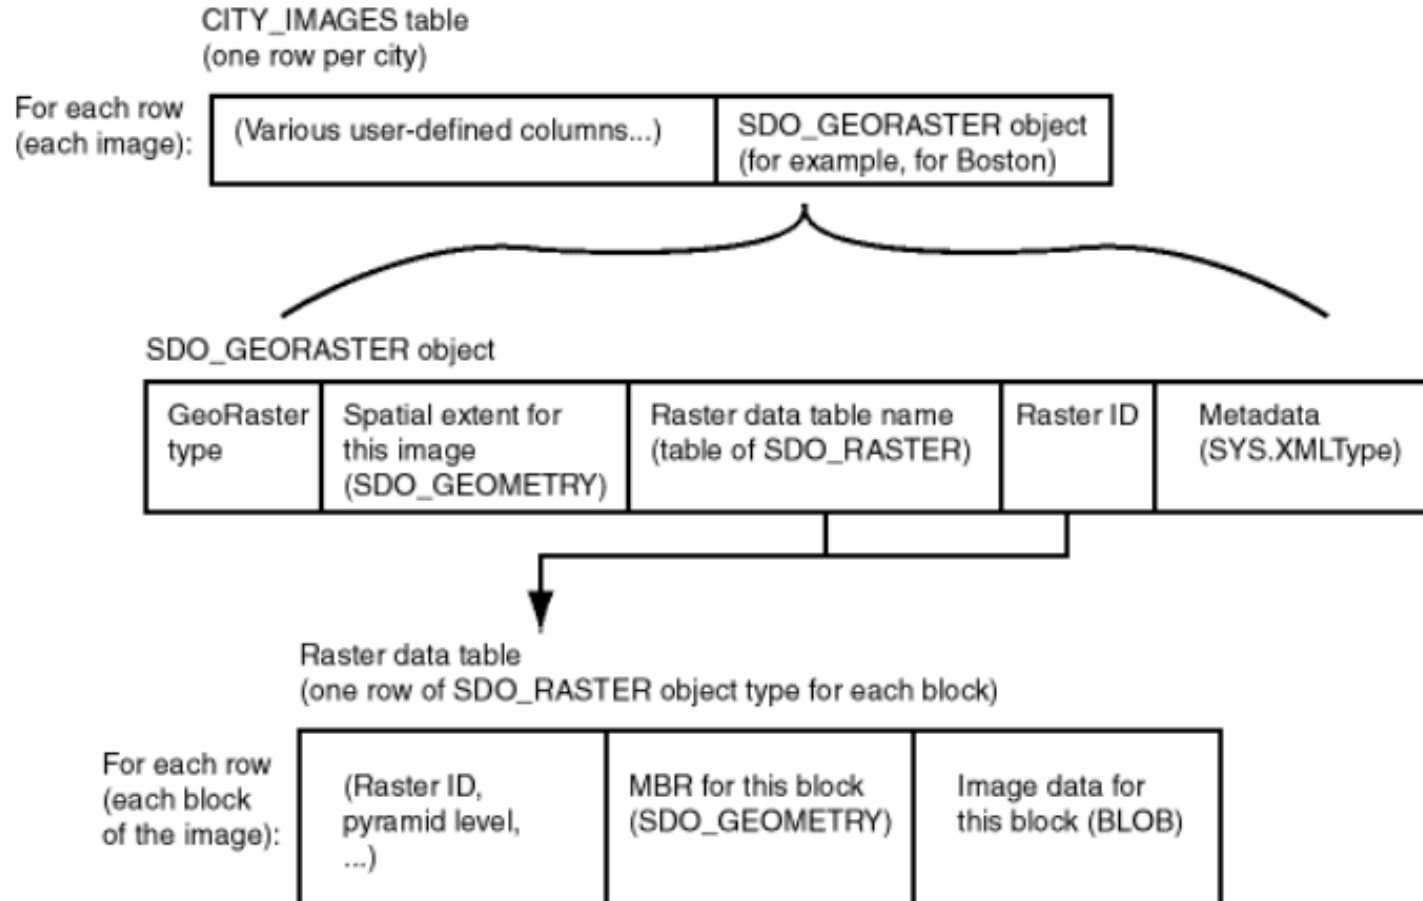 CITY_IMAGES table
(one row per city)
For each row
(each image):
(Various user-defined columns...)
SDO_GEORASTER object
(for example, for Boston)
SDO_GEORASTER object
GeoRaster
type
Spatial extent for
this image
(SDO_GEOMETRY)
Raster data table name
(table of SDO_RASTER)
Raster ID
Metadata
(SYS.XMLType)
Raster data table
(one row of SDO_RASTER object type for each block)
For each row
(each block
of the image):
(Raster ID,
pyramid level,
...)
MBR for this block
(SDO_GEOMETRY)
Image data for
this block (BLOB)